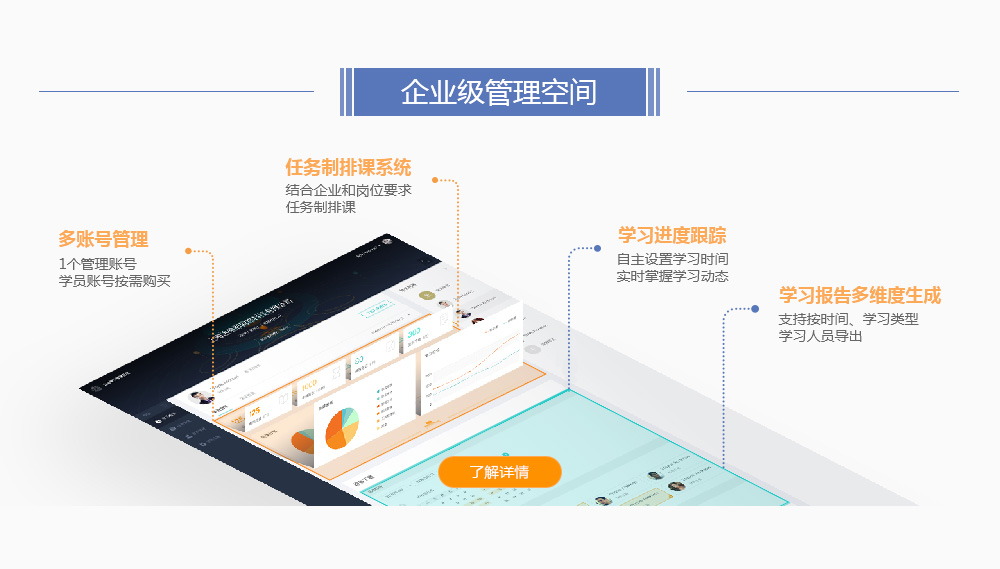 企业级管理空间
任务制排课系统
结合企业和岗位要求
任务制排课
多账号管理
1个管理账号
学员账号按需购买
学习进度跟踪
自主设置学习时间
实时掌握学习动态
学习报告多维度生成
支持按时间、学习类型
学习人员导出
了解详情